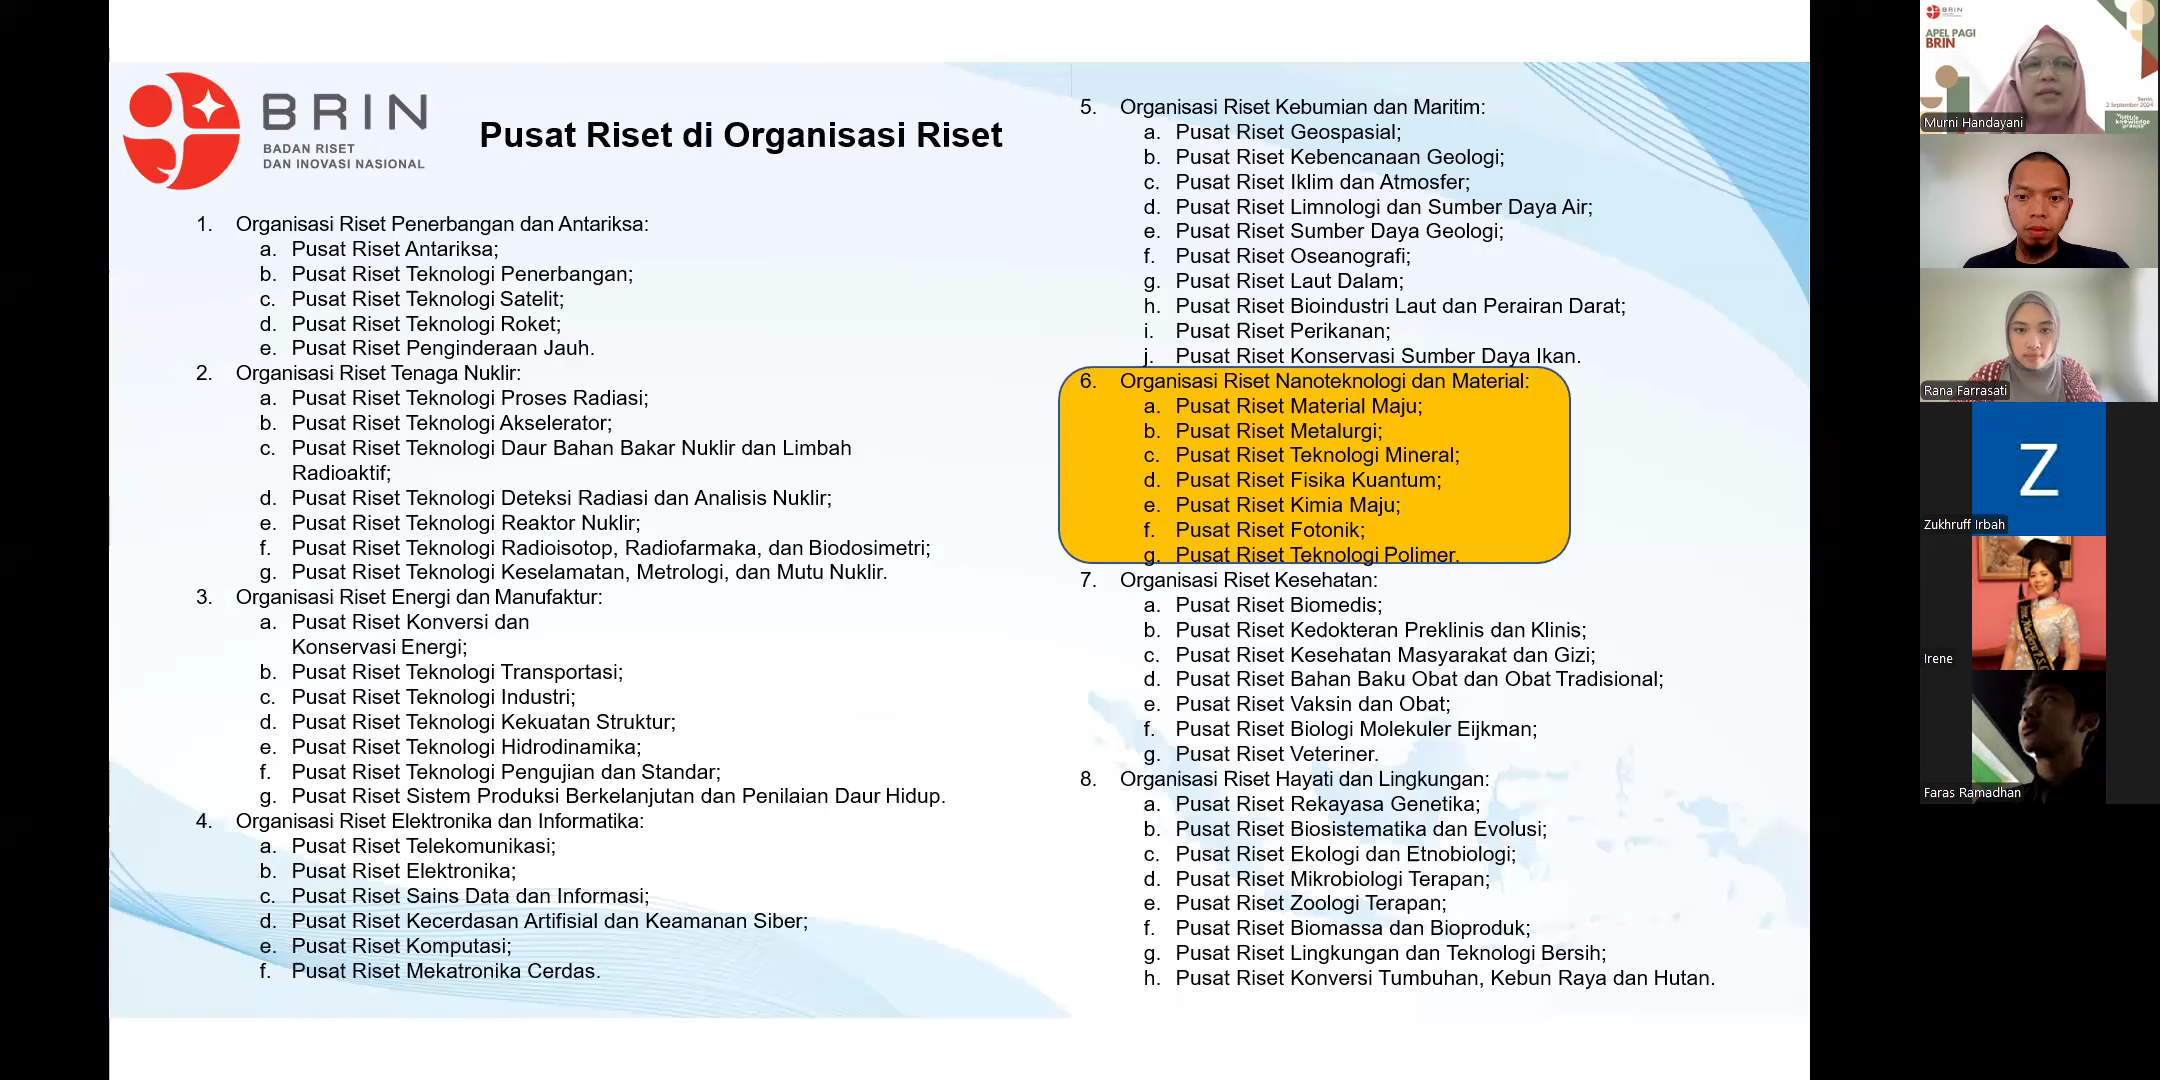 BRIN
BADAN RISET
DAN INOVASI NASIONAL
Pusat Riset di Organisasi Riset
1. Organisasi Riset Penerbangan dan Antariksa:
a. Pusat Riset Antariksa;
b. Pusat Riset Teknologi Penerbangan;
c. Pusat Riset Teknologi Satelit;
d. Pusat Riset Teknologi Roket;
e. Pusat Riset Penginderaan Jauh.
2. Organisasi Riset Tenaga Nuklir:
a. Pusat Riset Teknologi Proses Radiasi;
b. Pusat Riset Teknologi Akselerator;
c. Pusat Riset Teknologi Daur Bahan Bakar Nuklir dan Limbah
Radioaktif;
d. Pusat Riset Teknologi Deteksi Radiasi dan Analisis Nuklir;
e. Pusat Riset Teknologi Reaktor Nuklir;
f. Pusat Riset Teknologi Radioisotop, Radiofarmaka, dan Biodosimetri;
g. Pusat Riset Teknologi Keselamatan, Metrologi, dan Mutu Nuklir.
3. Organisasi Riset Energi dan Manufaktur:
a. Pusat Riset Konversi dan
Konservasi Energi;
b. Pusat Riset Teknologi Transportasi;
c. Pusat Riset Teknologi Industri;
d. Pusat Riset Teknologi Kekuatan Struktur;
e. Pusat Riset Teknologi Hidrodinamika;
f. Pusat Riset Teknologi Pengujian dan Standar;
g. Pusat Riset Sistem Produksi Berkelanjutan dan Penilaian Daur Hidup.
4. Organisasi Riset Elektronika dan Informatika:
a. Pusat Riset Telekomunikasi;
b. Pusat Riset Elektronika;
c. Pusat Riset Sains Data dan Informasi;
d. Pusat Riset Kecerdasan Artifisial dan Keamanan Siber;
e. Pusat Riset Komputasi;
f. Pusat Riset Mekatronika Cerdas.
5. Organisasi Riset Kebumian dan Maritim:
a. Pusat Riset Geospasial;
b. Pusat Riset Kebencanaan Geologi;
c. Pusat Riset Iklim dan Atmosfer;
d. Pusat Riset Limnologi dan Sumber Daya Air;
e. Pusat Riset Sumber Daya Geologi;
f. Pusat Riset Oseanografi;
g. Pusat Riset Laut Dalam;
h. Pusat Riset Bioindustri Laut dan Perairan Darat;
i. Pusat Riset Perikanan;
j. Pusat Riset Konservasi Sumber Daya Ikan.
6. Organisasi Riset Nanoteknologi dan Material:
a. Pusat Riset Material Maju;
b. Pusat Riset Metalurgi;
c. Pusat Riset Teknologi Mineral;
d. Pusat Riset Fisika Kuantum;
e. Pusat Riset Kimia Maju;
f. Pusat Riset Fotonik;
g. Pusat Riset Teknologi Polimer.
7. Organisasi Riset Kesehatan:
a. Pusat Riset Biomedis;
b. Pusat Riset Kedokteran Preklinis dan Klinis;
c. Pusat Riset Kesehatan Masyarakat dan Gizi;
d. Pusat Riset Bahan Baku Obat dan Obat Tradisional;
e. Pusat Riset Vaksin dan Obat;
f. Pusat Riset Biologi Molekuler Eijkman;
g. Pusat Riset Veteriner.
8. Organisasi Riset Hayati dan Lingkungan:
a. Pusat Riset Rekayasa Genetika;
b. Pusat Riset Biosistematika dan Evolusi;
c. Pusat Riset Ekologi dan Etnobiologi;
d. Pusat Riset Mikrobiologi Terapan;
e. Pusat Riset Zoologi Terapan;
f. Pusat Riset Biomassa dan Bioproduk;
g. Pusat Riset Lingkungan dan Teknologi Bersih;
h. Pusat Riset Konversi Tumbuhan, Kebun Raya dan Hutan.
BRIN
APEL PAGI
BRIN
Senin,
2 September 2024
Murni Handayani
Rana Farrasati
Z
Zukhruff Irbah
Irene
Faras Ramadhan